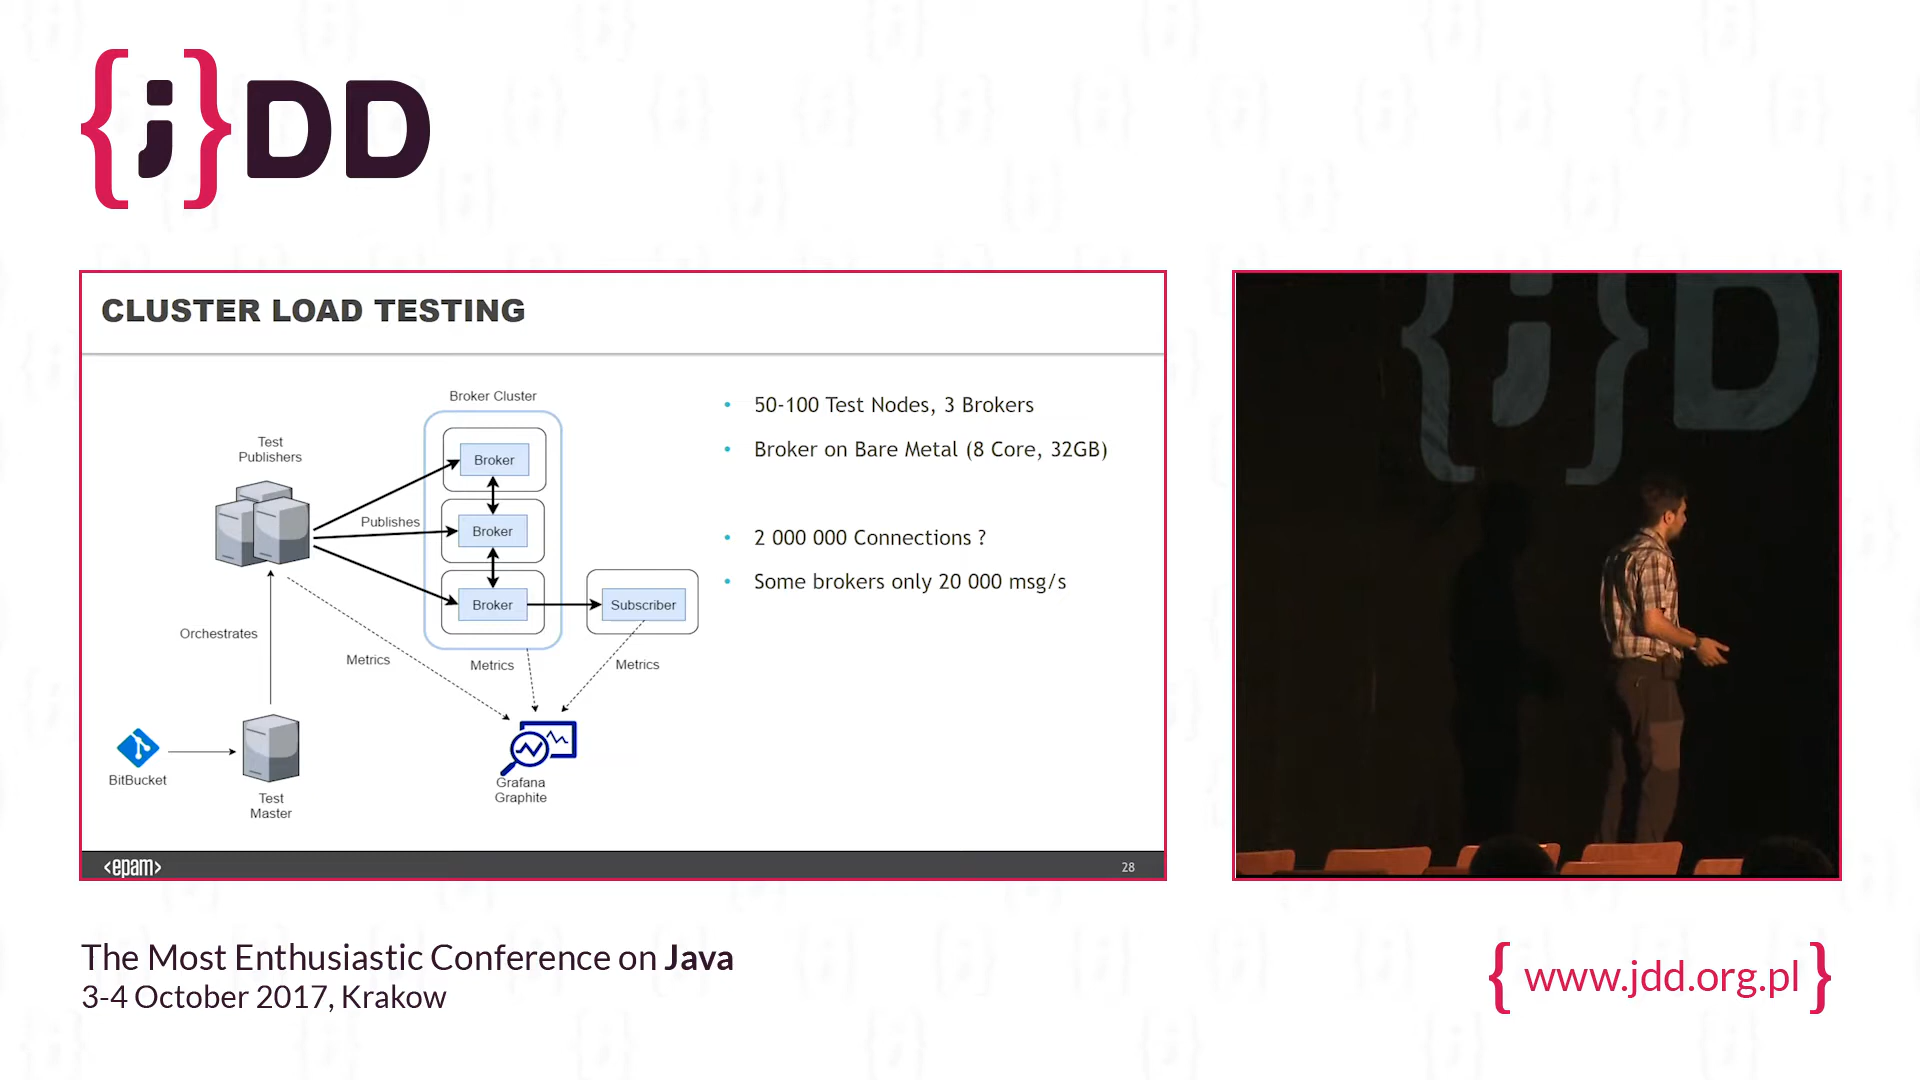 {;}DD
CLUSTER LOAD TESTING
Broker Cluster
Test
Publishers
Broker
Publishes
Broker
Broker
Subscriber
Orchestrates
Metrics
Metrics
Metrics
BitBucket
Test
Master
Grafana
Graphite
• 50-100 Test Nodes, 3 Brokers
• Broker on Bare Metal (8 Core, 32GB)
• 2 000 000 Connections ?
• Some brokers only 20 000 msg/s
<epam>
28
{;}D
The Most Enthusiastic Conference on Java
3-4 October 2017, Krakow
{ www.jdd.org.pl }